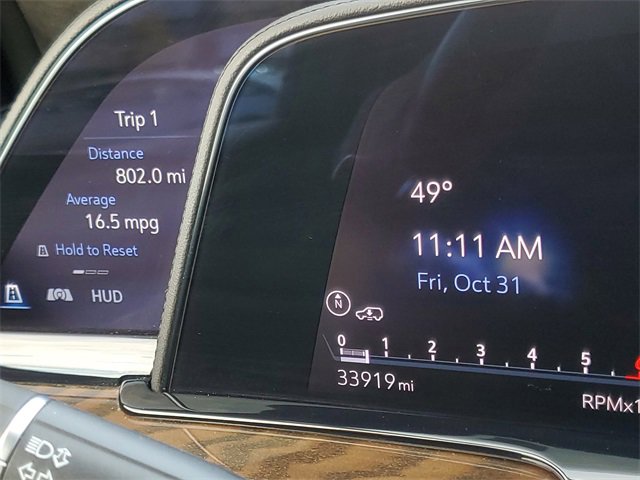 Trip 1
Distance
802.0 mi
Average
16.5 mpg
Hold to Reset
HUD
49°
11:11 AM
Fri, Oct 31
N
0 1 2 3 4 5
33919 mi
RPMx1